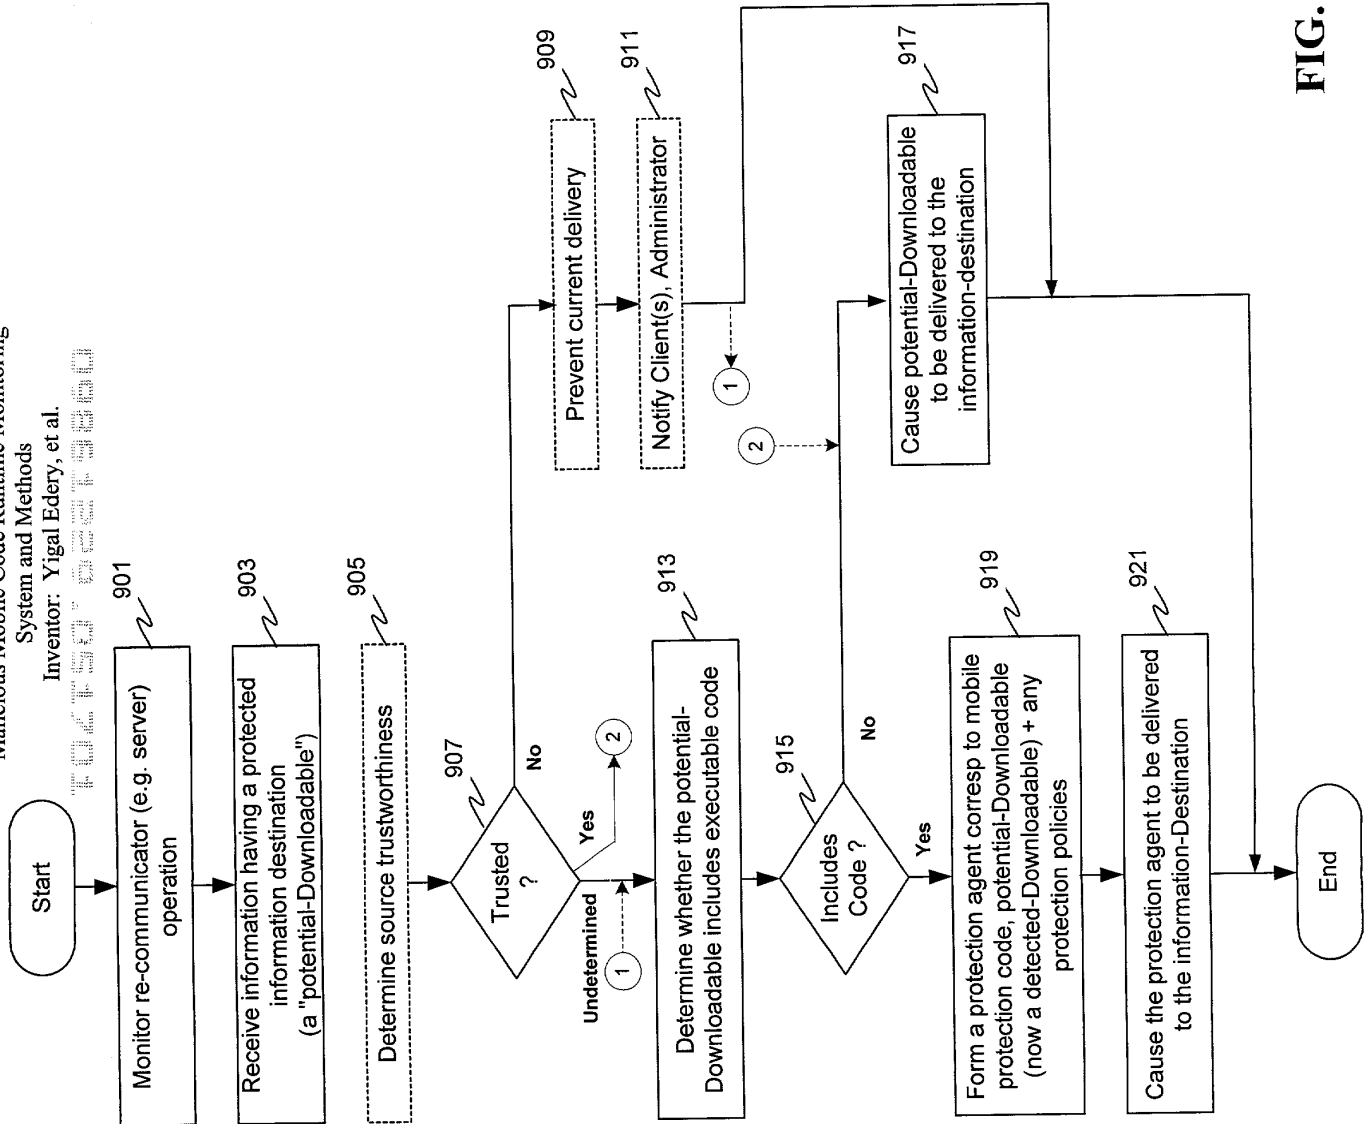 System and Methods
Inventor: Yigal Edery, et al.
Start
901
Monitor re-communicator (e.g. server)
operation
903
Receive information having a protected
information destination
(a "potential-Downloadable")
905
Determine source trustworthiness
907
Trusted
?
No
Yes
2
Undetermined
1
909
Prevent current delivery
911
Notify Client(s), Administrator
1
913
Determine whether the potential-
Downloadable includes executable code
915
Includes
Code ?
No
2
Yes
917
Cause potential-Downloadable
to be delivered to the
information-destination
919
Form a protection agent corresp to mobile
protection code, potential-Downloadable
(now a detected-Downloadable) + any
protection policies
921
Cause the protection agent to be delivered
to the information-Destination
End
FIG.